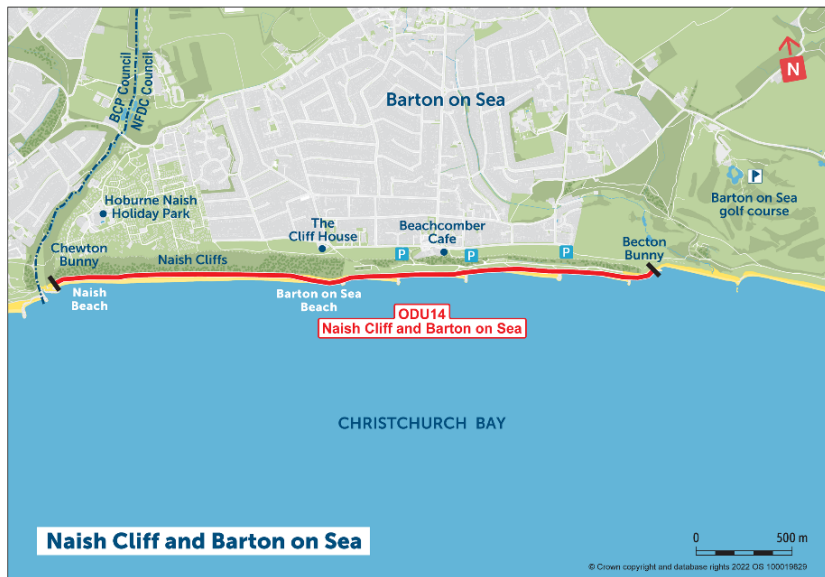 BCP Council
NFDC Council
Barton on Sea
N
Hoburne Naish
Holiday Park
Barton on Sea
golf course
The
Cliff House
Beachcomber
Cafe
Becton
Bunny
Chewton
Bunny
Naish Cliffs
P
P
P
Naish
Beach
Barton on Sea
Beach
ODU14
Naish Cliff and Barton on Sea
CHRISTCHURCH BAY
Naish Cliff and Barton on Sea
0
500 m
© Crown copyright and database rights 2022 OS 100019829